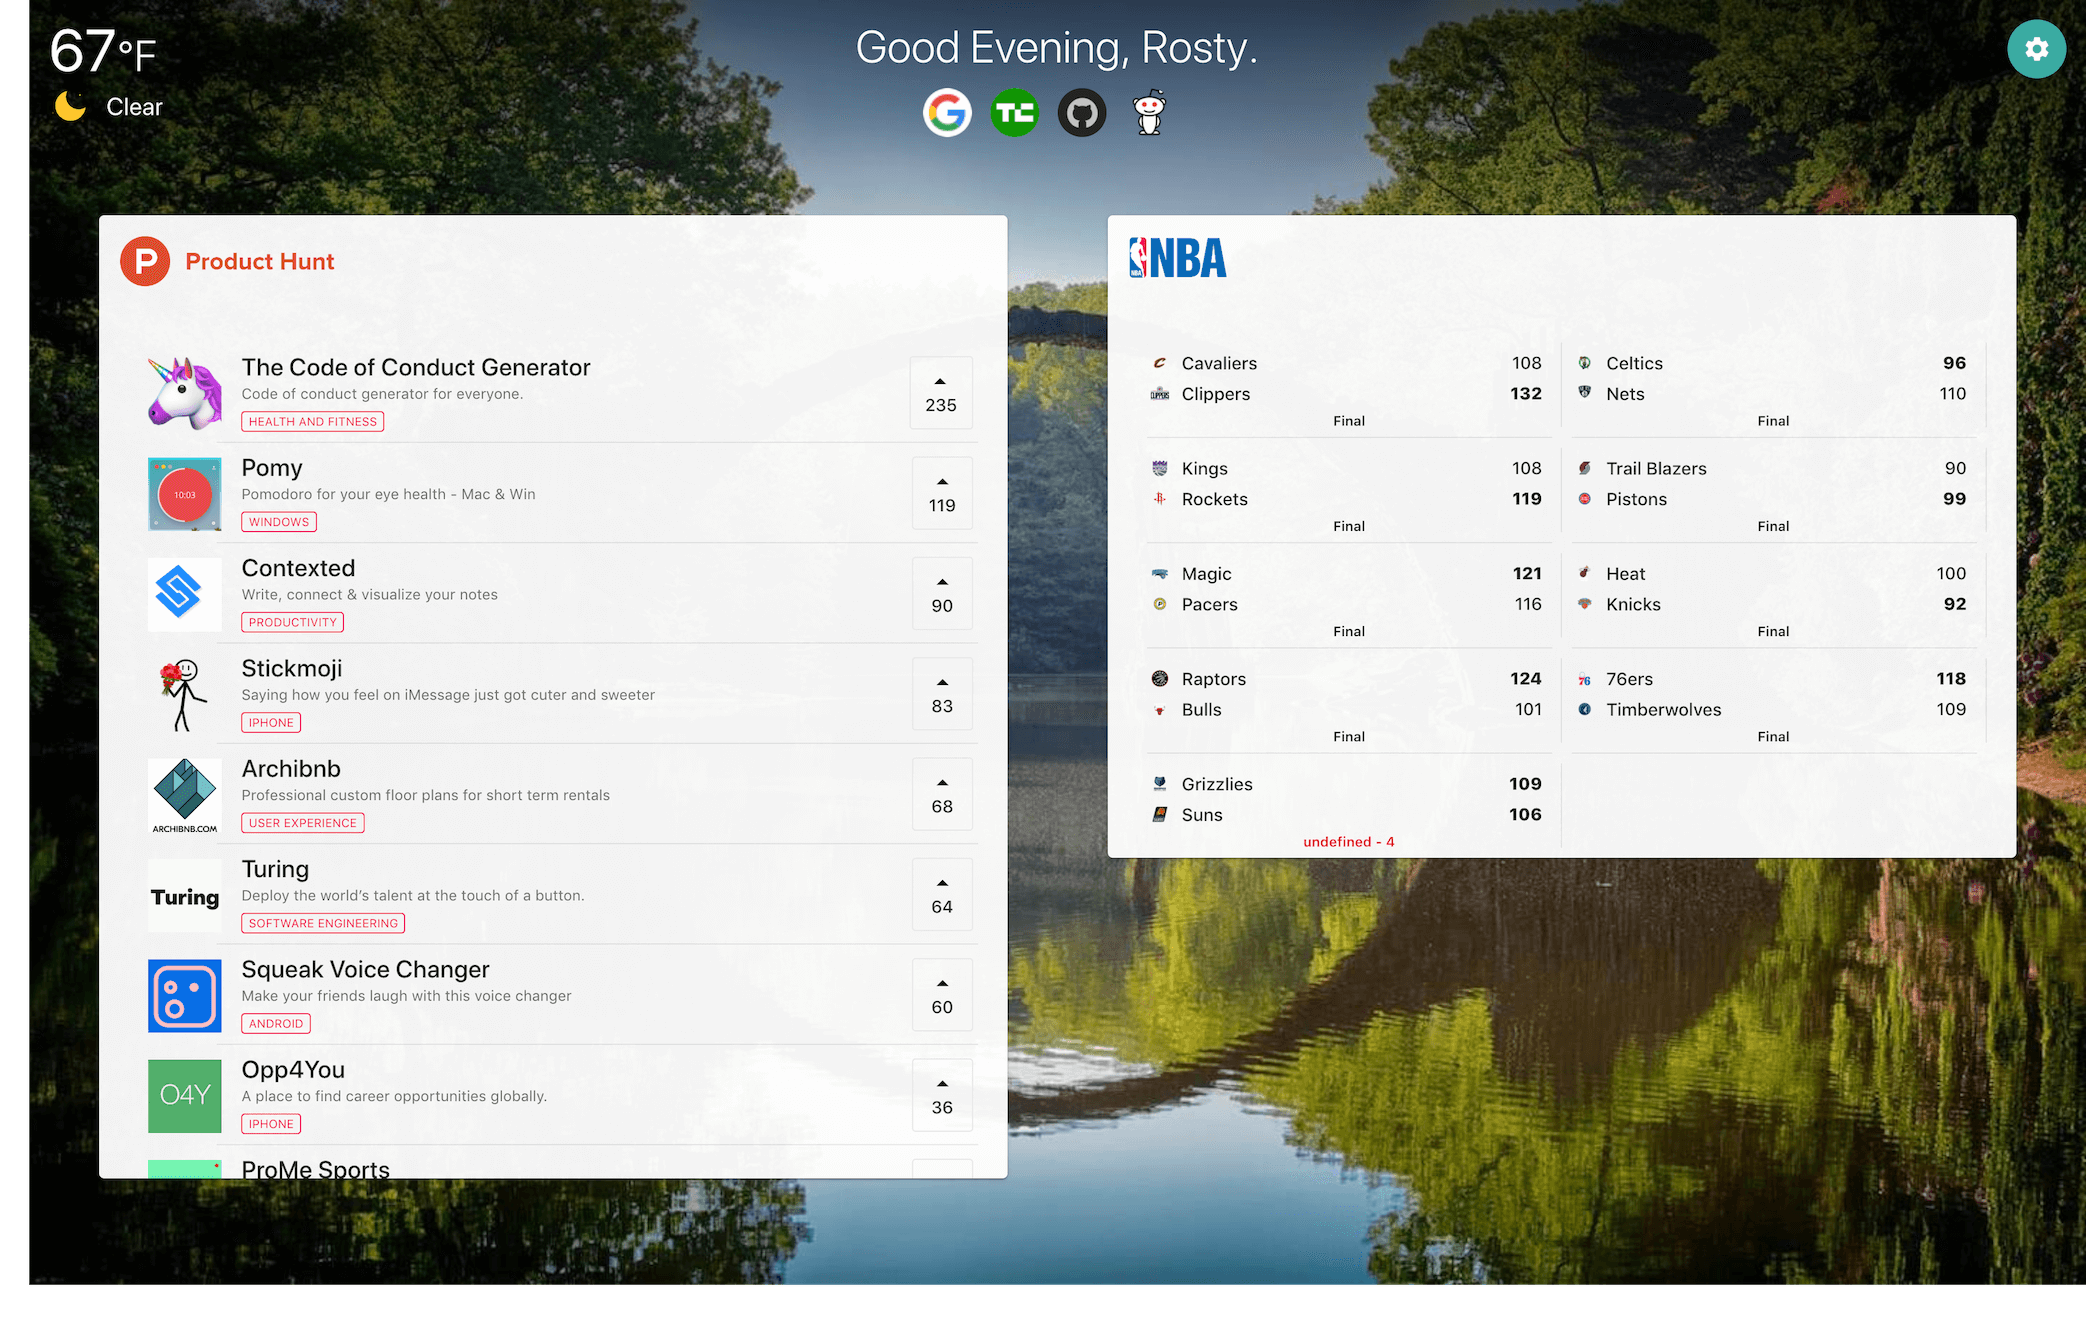 67°F
Clear
Good Evening, Rosty.
G
TC
P
Product Hunt
The Code of Conduct Generator
Code of conduct generator for everyone.
HEALTH AND FITNESS
235
10:03
Pomy
Pomodoro for your eye health - Mac & Win
WINDOWS
119
Contexted
Write, connect & visualize your notes
PRODUCTIVITY
90
Stickmoji
Saying how you feel on iMessage just got cuter and sweeter
IPHONE
83
ARCHIBNB.COM
Archibnb
Professional custom floor plans for short term rentals
USER EXPERIENCE
68
Turing
Turing
Deploy the world's talent at the touch of a button.
SOFTWARE ENGINEERING
64
Squeak Voice Changer
Make your friends laugh with this voice changer
ANDROID
60
O4Y
Opp4You
A place to find career opportunities globally.
IPHONE
36
ProMe Sports
NBA
NBA
Cavaliers 108
Clippers 132
Final
Celtics 96
Nets 110
Final
Kings 108
Rockets 119
Final
Trail Blazers 90
Pistons 99
Final
Magic 121
Pacers 116
Final
Heat 100
Knicks 92
Final
Raptors 124
Bulls 101
Final
76ers 118
Timberwolves 109
Final
Grizzlies 109
Suns 106
undefined - 4